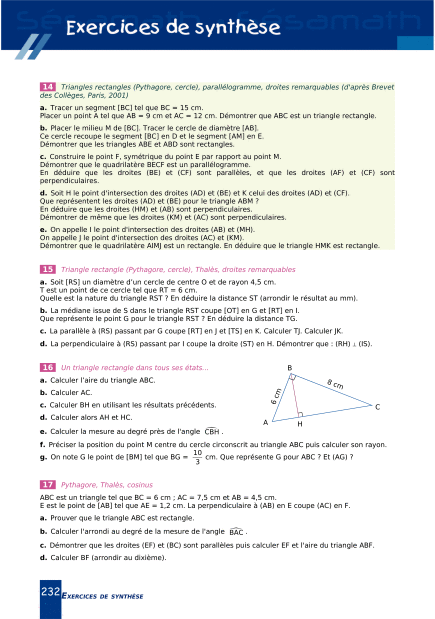 Sésamath Sésamath
Exercices de synthèse
14 Triangles rectangles (Pythagore, cercle), parallélogramme, droites remarquables (d'après Brevet
des Collèges, Paris, 2001)
a. Tracer un segment [BC] tel que BC = 15 cm.
Placer un point A tel que AB = 9 cm et AC = 12 cm. Démontrer que ABC est un triangle rectangle.
b. Placer le milieu M de [BC]. Tracer le cercle de diamètre [AB].
Ce cercle recoupe le segment [BC] en D et le segment [AM] en E.
Démontrer que les triangles ABE et ABD sont rectangles.
c. Construire le point F, symétrique du point E par rapport au point M.
Démontrer que le quadrilatère BECF est un parallélogramme.
En déduire que les droites (BE) et (CF) sont parallèles, et que les droites (AF) et (CF) sont
perpendiculaires.
d. Soit H le point d'intersection des droites (AD) et (BE) et K celui des droites (AD) et (CF).
Que représentent les droites (AD) et (BE) pour le triangle ABM ?
En déduire que les droites (HM) et (AB) sont perpendiculaires.
Démontrer de même que les droites (KM) et (AC) sont perpendiculaires.
e. On appelle I le point d'intersection des droites (AB) et (MH).
On appelle J le point d'intersection des droites (AC) et (KM).
Démontrer que le quadrilatère AIMJ est un rectangle. En déduire que le triangle HMK est rectangle.
15 Triangle rectangle (Pythagore, cercle), Thalès, droites remarquables
a. Soit [RS] un diamètre d'un cercle de centre O et de rayon 4,5 cm.
T est un point de ce cercle tel que RT = 6 cm.
Quelle est la nature du triangle RST ? En déduire la distance ST (arrondir le résultat au mm).
b. La médiane issue de S dans le triangle RST coupe [OT] en G et [RT] en I.
Que représente le point G pour le triangle RST ? En déduire la distance TG.
c. La parallèle à (RS) passant par G coupe [RT] en J et [TS] en K. Calculer TJ. Calculer JK.
d. La perpendiculaire à (RS) passant par I coupe la droite (ST) en H. Démontrer que : (RH) ⊥ (IS).
16 Un triangle rectangle dans tous ses états...
a. Calculer l'aire du triangle ABC.
b. Calculer AC.
c. Calculer BH en utilisant les résultats précédents.
d. Calculer alors AH et HC.
e. Calculer la mesure au degré près de l'angle CBH .
B
8 cm
6 cm
C
A
H
f. Préciser la position du point M centre du cercle circonscrit au triangle ABC puis calculer son rayon.
g. On note G le point de [BM] tel que BG = 10/3 cm. Que représente G pour ABC ? Et (AG) ?
17 Pythagore, Thalès, cosinus
ABC est un triangle tel que BC = 6 cm ; AC = 7,5 cm et AB = 4,5 cm.
E est le point de [AB] tel que AE = 1,2 cm. La perpendiculaire à (AB) en E coupe (AC) en F.
a. Prouver que le triangle ABC est rectangle.
b. Calculer l'arrondi au degré de la mesure de l'angle BAC .
c. Démontrer que les droites (EF) et (BC) sont parallèles puis calculer EF et l'aire du triangle ABF.
d. Calculer BF (arrondir au dixième).
232 EXERCICES DE SYNTHÈSE